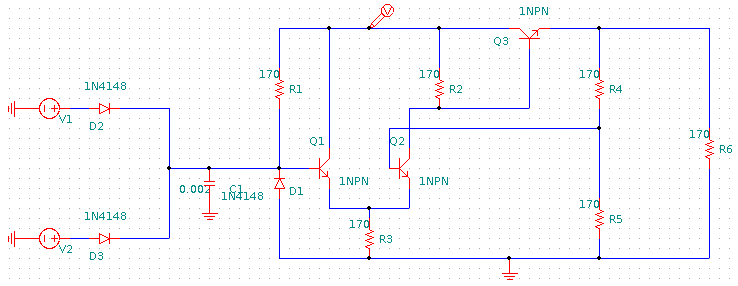 V
1NPN
Q3
170
R1
170
R2
170
R4
1N4148
V1
D2
Q1
1NPN
Q2
1NPN
170
R6
0.002
C1
1N4148
D1
1N4148
V2
D3
170
R3
170
R5